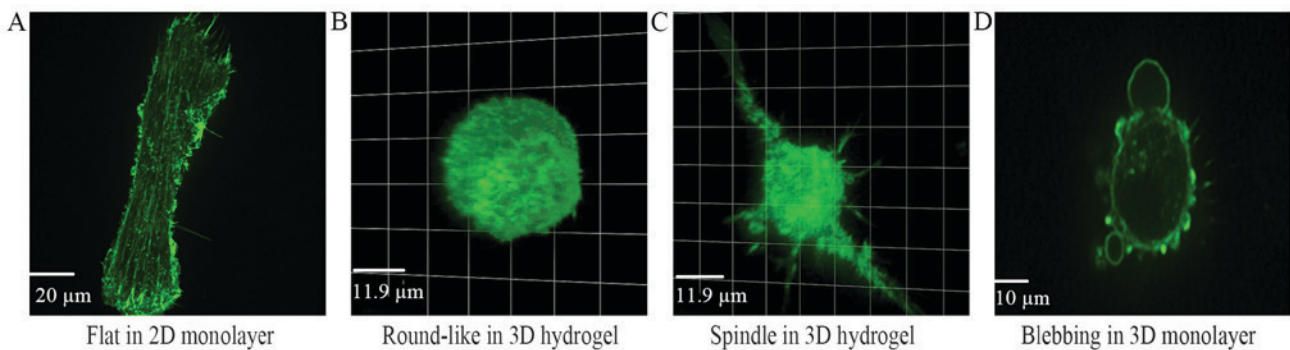 A B C D
20 µm 11.9 µm 11.9 µm 10 µm
Flat in 2D monolayer Round-like in 3D hydrogel Spindle in 3D hydrogel Blebbing in 3D monolayer